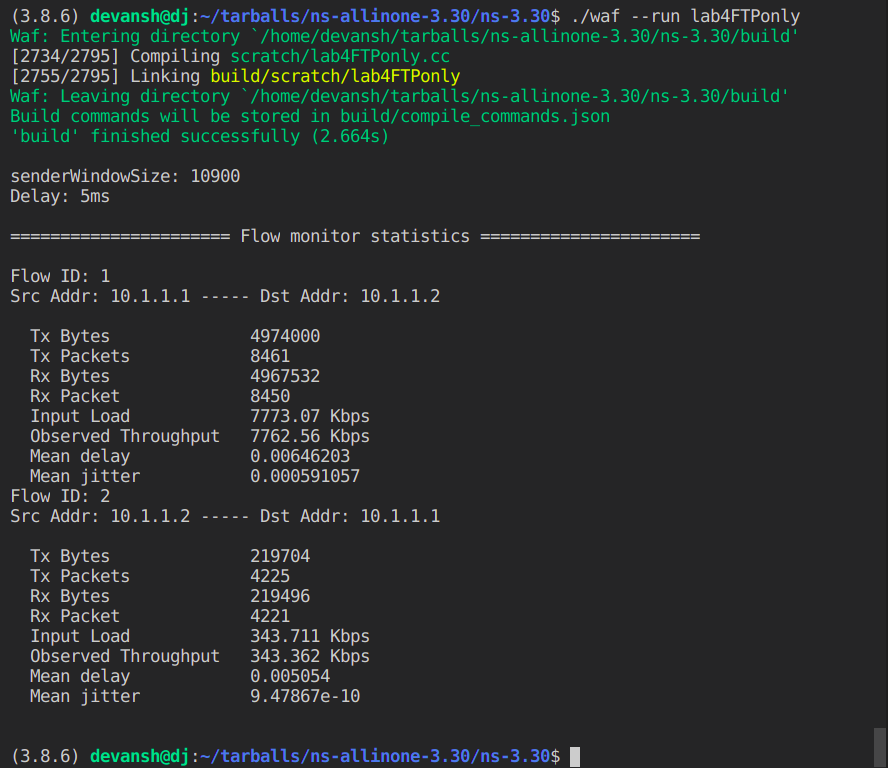 (3.8.6) devansh@dj:~/tarballs/ns-allinone-3.30/ns-3.30$ ./waf --run lab4FTPonly
Waf: Entering directory `/home/devansh/tarballs/ns-allinone-3.30/ns-3.30/build'
[2734/2795] Compiling scratch/lab4FTPonly.cc
[2755/2795] Linking build/scratch/lab4FTPonly
Waf: Leaving directory `/home/devansh/tarballs/ns-allinone-3.30/ns-3.30/build'
Build commands will be stored in build/compile_commands.json
'build' finished successfully (2.664s)

senderWindowSize: 10900
Delay: 5ms

====================== Flow monitor statistics ======================

Flow ID: 1
Src Addr: 10.1.1.1 ----- Dst Addr: 10.1.1.2

  Tx Bytes              4974000
  Tx Packets            8461
  Rx Bytes              4967532
  Rx Packet             8450
  Input Load            7773.07 Kbps
  Observed Throughput   7762.56 Kbps
  Mean delay            0.00646203
  Mean jitter           0.000591057
Flow ID: 2
Src Addr: 10.1.1.2 ----- Dst Addr: 10.1.1.1

  Tx Bytes              219704
  Tx Packets            4225
  Rx Bytes              219496
  Rx Packet             4221
  Input Load            343.711 Kbps
  Observed Throughput   343.362 Kbps
  Mean delay            0.005054
  Mean jitter           9.47867e-10

(3.8.6) devansh@dj:~/tarballs/ns-allinone-3.30/ns-3.30$